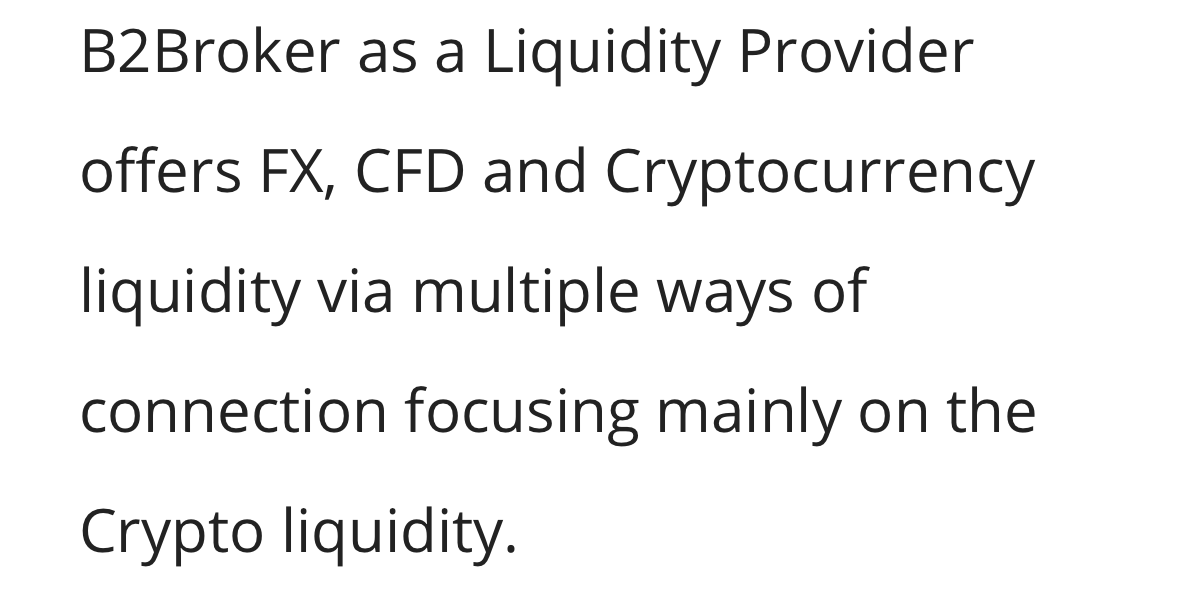 B2Broker as a Liquidity Provider
offers FX, CFD and Cryptocurrency
liquidity via multiple ways of
connection focusing mainly on the
Crypto liquidity.